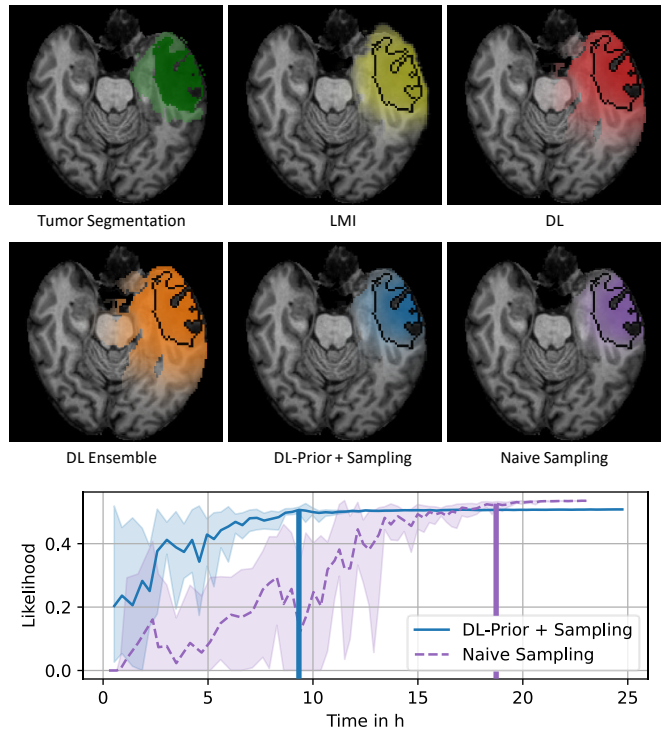 Tumor Segmentation
LMI
DL
DL Ensemble
DL-Prior + Sampling
Naive Sampling
Likelihood
0.4
0.2
0.0
DL-Prior + Sampling
Naive Sampling
0
5
10
15
20
25
Time in h